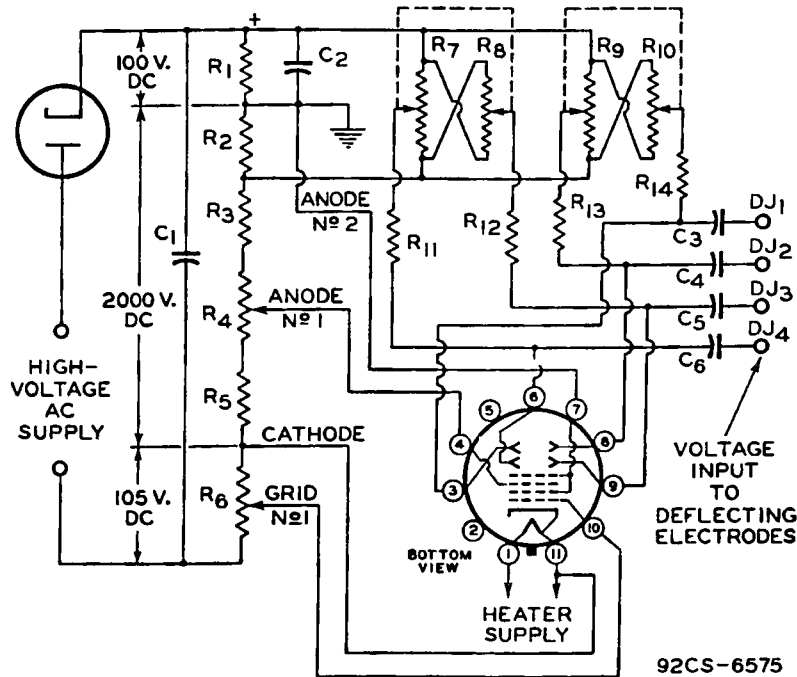 +
100 V.
DC
R1
C2
R7
R8
R9
R10
R2
R14
R3
ANODE
Nº 2
R11
R12
R13
C3
DJ1
C1
C4
DJ2
2000 V.
DC
R4
ANODE
Nº 1
C5
DJ3
C6
DJ4
HIGH-
VOLTAGE
AC
SUPPLY
R5
5
6
7
4
8
CATHODE
3
9
VOLTAGE
INPUT
TO
DEFLECTING
ELECTRODES
105 V.
DC
R6
GRID
Nº1
2
10
BOTTOM
VIEW
1
11
HEATER
SUPPLY
92CS-6575